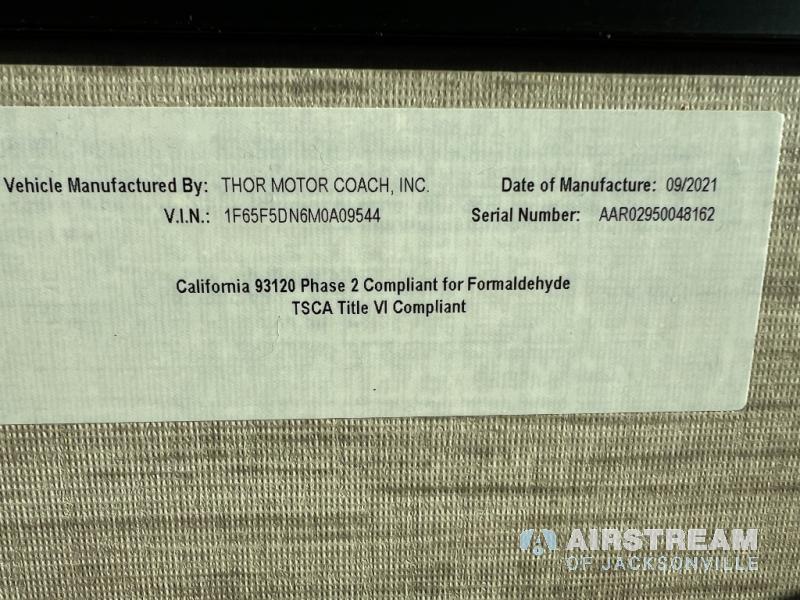 Vehicle Manufactured By: THOR MOTOR COACH, INC. Date of Manufacture: 09/2021
V.I.N.: 1F65F5DN6M0A09544 Serial Number: AAR02950048162
California 93120 Phase 2 Compliant for Formaldehyde
TSCA Title VI Compliant
AIRSTREAM
OF JACKSONVILLE